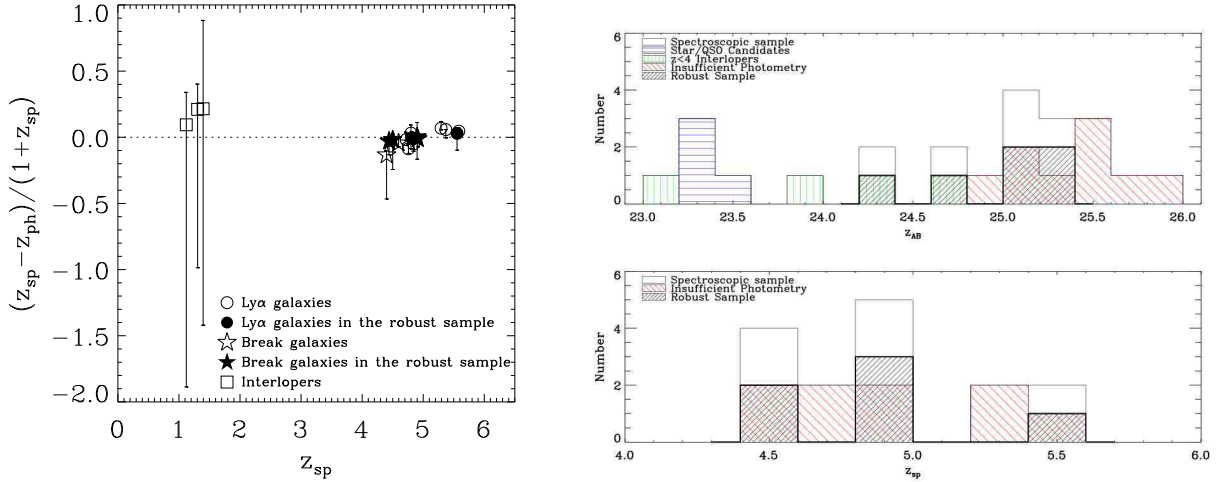 1.0
0.5
0.0
−0.5
−1.0
−1.5
−2.0
(z_sp−z_ph)/(1+z_sp)
Lyα galaxies
Lyα galaxies in the robust sample
Break galaxies
Break galaxies in the robust sample
Interlopers
0 1 2 3 4 5 6
z_sp
6
4
2
0
Number
Spectroscopic sample
Star/QSO Candidates
z<4 Interlopers
Insufficient Photometry
Robust Sample
23.0 23.5 24.0 24.5 25.0 25.5 26.0
z_AB
6
4
2
0
Number
Spectroscopic sample
Insufficient Photometry
Robust Sample
4.0 4.5 5.0 5.5 6.0
z_sp